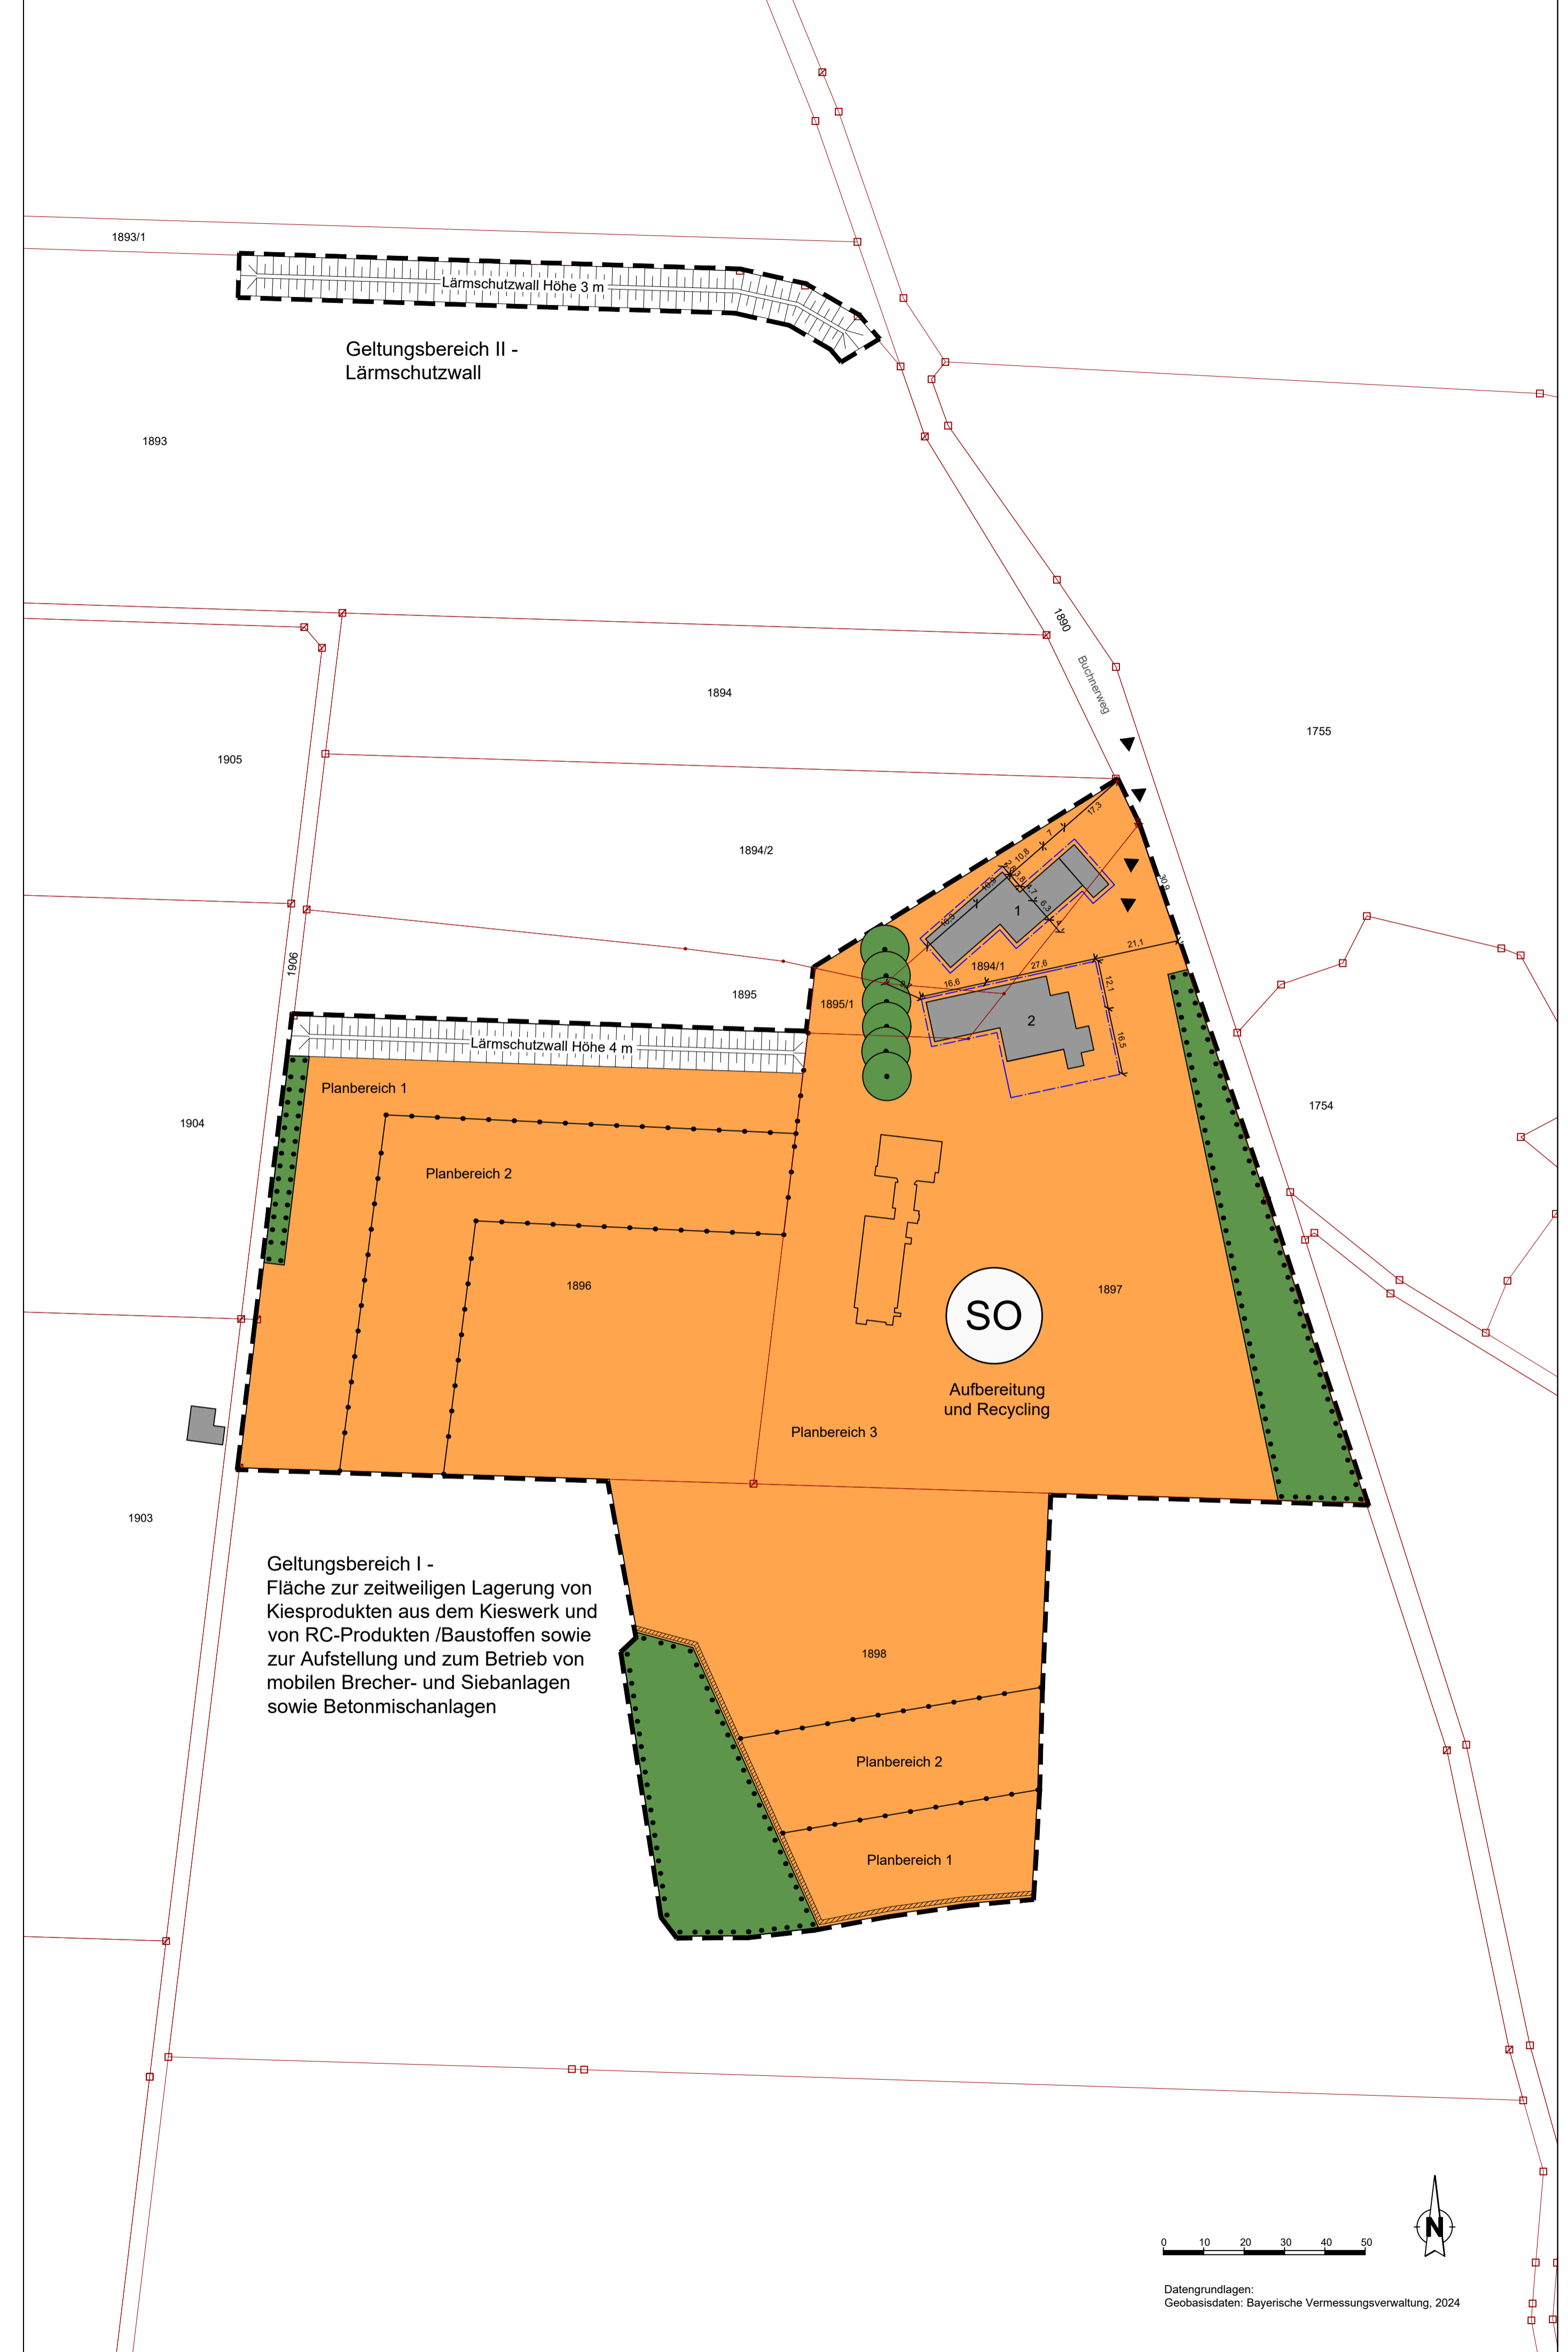 1893/1
Lärmschutzwall Höhe 3 m
Geltungsbereich II -
Lärmschutzwall
1893
1890
Buchnerweg
1894
1755
1905
17,3
7
10,8
1894/2
30,9
6,3
4
1
21,1
1906
1894/1
27,6
16,6
12,1
1895
1895/1
2
16,5
Lärmschutzwall Höhe 4 m
Planbereich 1
1904
1754
Planbereich 2
1896
1897
SO
Aufbereitung
und Recycling
Planbereich 3
1903
Geltungsbereich I -
Fläche zur zeitweiligen Lagerung von
Kiesprodukten aus dem Kieswerk und
von RC-Produkten /Baustoffen sowie
zur Aufstellung und zum Betrieb von
mobilen Brecher- und Siebanlagen
sowie Betonmischanlagen
1898
Planbereich 2
Planbereich 1
N
0 10 20 30 40 50
Datengrundlagen:
Geobasisdaten: Bayerische Vermessungsverwaltung, 2024